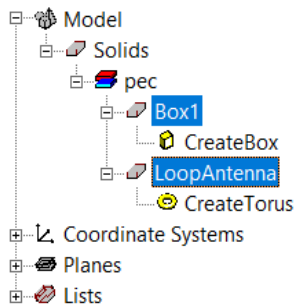 Model
Solids
pec
Box1
CreateBox
LoopAntenna
CreateTorus
Coordinate Systems
Planes
Lists